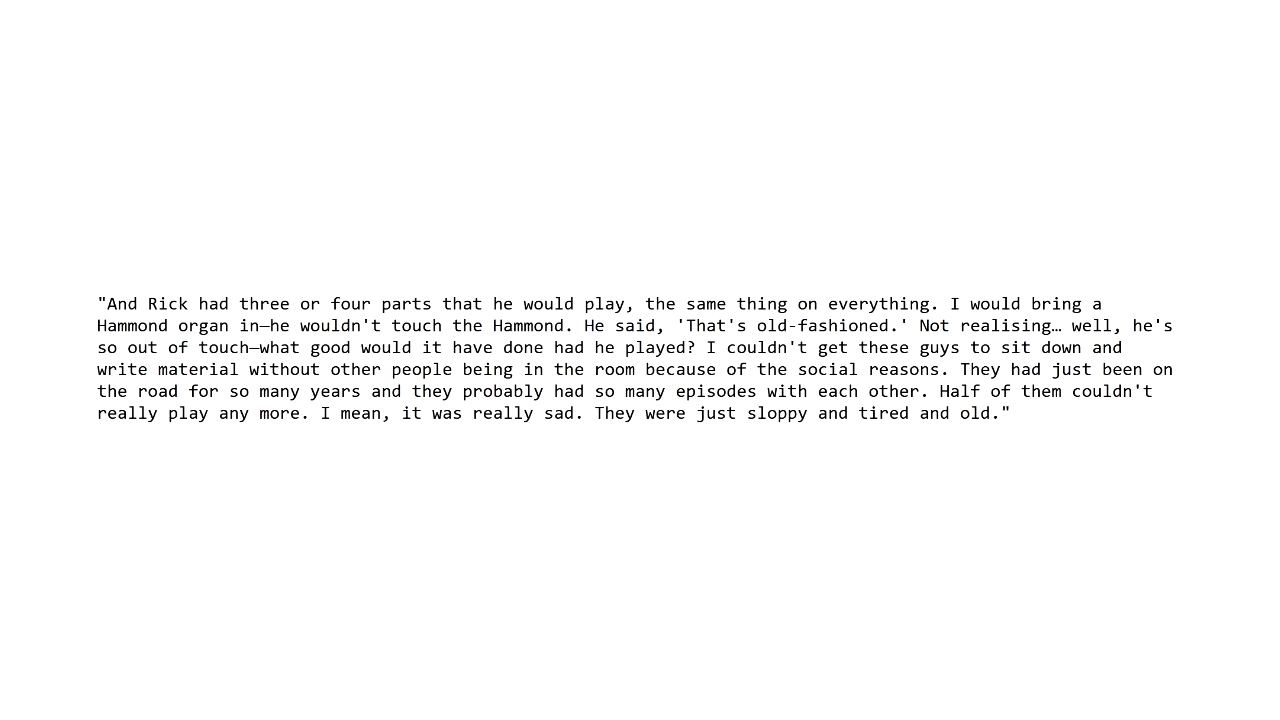 "And Rick had three or four parts that he would play, the same thing on everything. I would bring a
Hammond organ in—he wouldn't touch the Hammond. He said, 'That's old-fashioned.' Not realising… well, he's
so out of touch—what good would it have done had he played? I couldn't get these guys to sit down and
write material without other people being in the room because of the social reasons. They had just been on
the road for so many years and they probably had so many episodes with each other. Half of them couldn't
really play any more. I mean, it was really sad. They were just sloppy and tired and old."